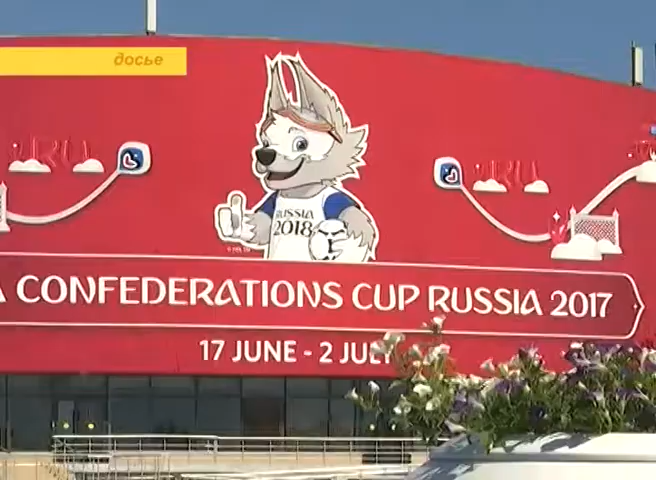 досье
RUSSIA
2018
CONFEDERATIONS CUP RUSSIA 2017
17 JUNE - 2 JULY